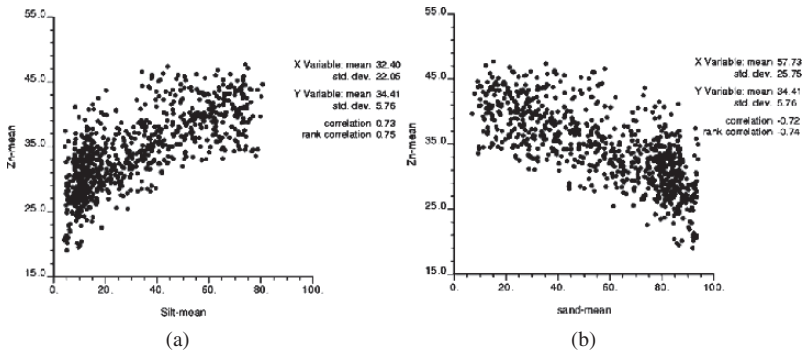 55.0
45.0
35.0
25.0
15.0
Zn-mean
0. 20. 40. 60. 80. 100.
Silt-mean
X Variable: mean 32.40
std. dev. 22.05
Y Variable: mean 34.41
std. dev. 5.76
correlation 0.73
rank correlation 0.75
(a)
55.0
45.0
35.0
25.0
15.0
Zn-mean
0. 20. 40. 60. 80. 100.
sand-mean
X Variable: mean 57.73
std. dev. 25.75
Y Variable: mean 34.41
std. dev. 5.76
correlation -0.72
rank correlation -0.74
(b)